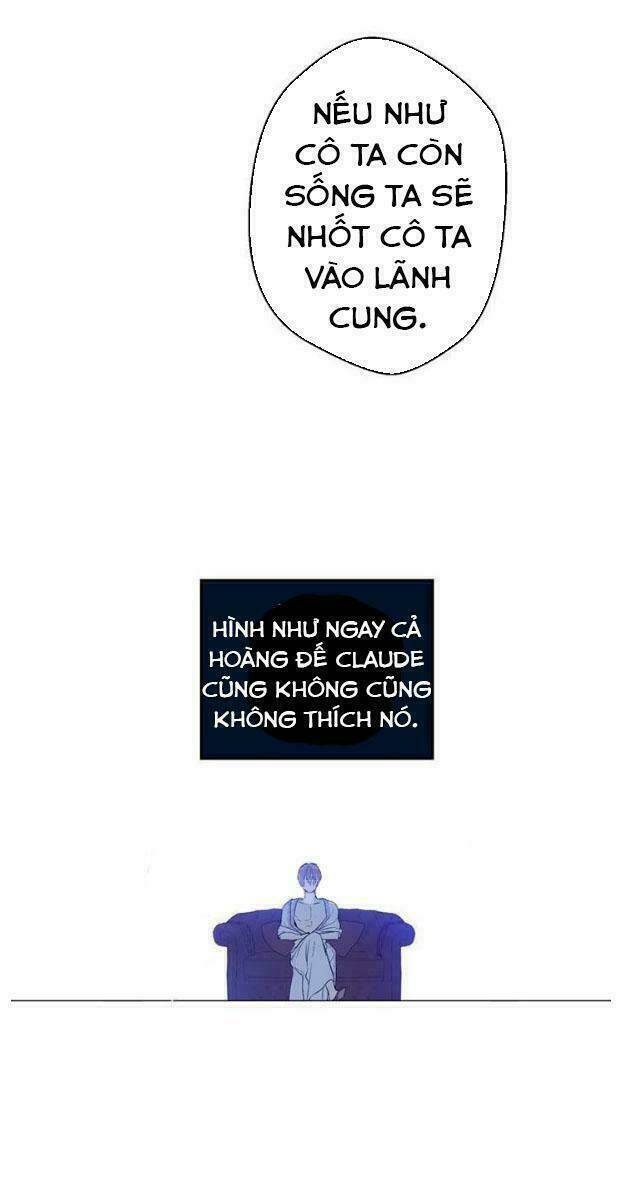 NẾU NHƯ
CÔ TA CÒN
SỐNG TA SẼ
NHỐT CÔ TA
VÀO LÃNH
CUNG.
HÌNH NHƯ NGAY CẢ
HOÀNG ĐẾ CLAUDE
CŨNG KHÔNG CŨNG
KHÔNG THÍCH NÓ.